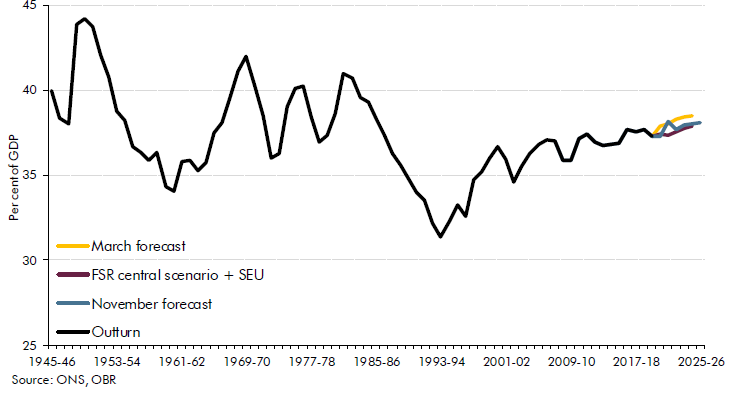 45
40
35
30
25
Per cent of GDP
March forecast
FSR central scenario + SEU
November forecast
Outturn
1945-46 1953-54 1961-62 1969-70 1977-78 1985-86 1993-94 2001-02 2009-10 2017-18 2025-26
Source: ONS, OBR